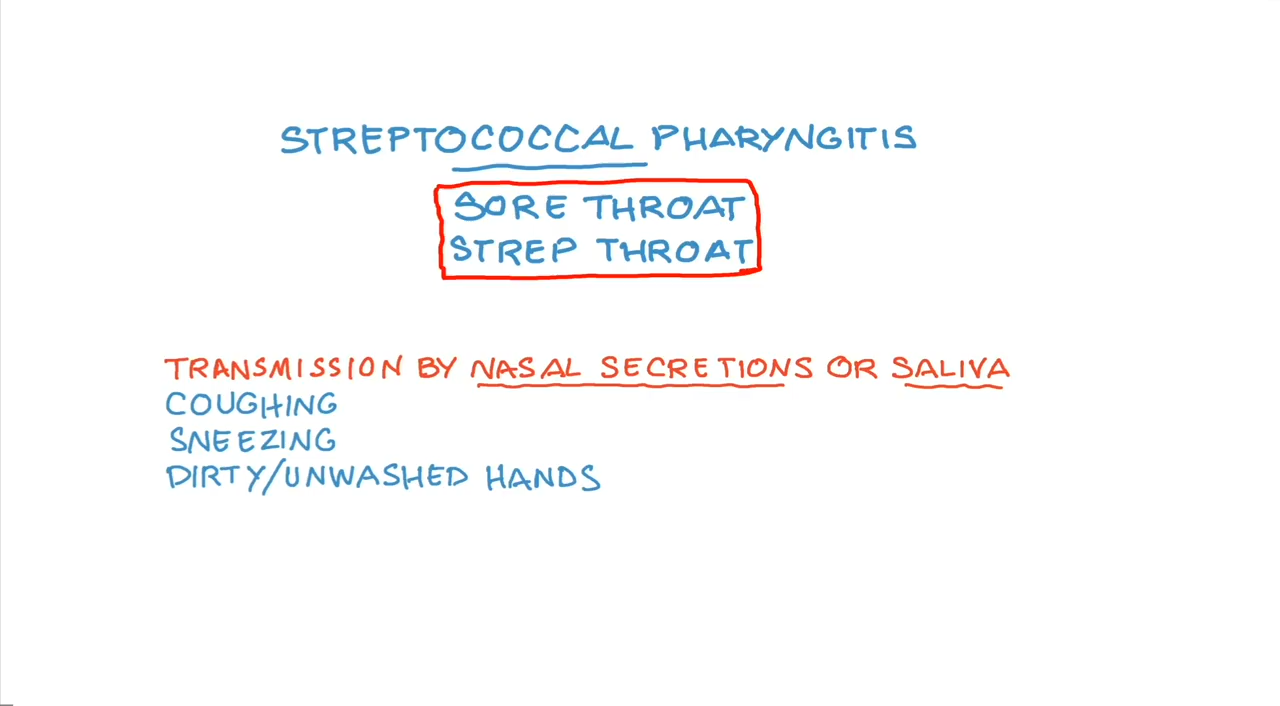 STREPTOCOCCAL PHARYNGITIS
SORE THROAT
STREP THROAT
TRANSMISSION BY NASAL SECRETIONS OR SALIVA
COUGHING
SNEEZING
DIRTY/UNWASHED HANDS